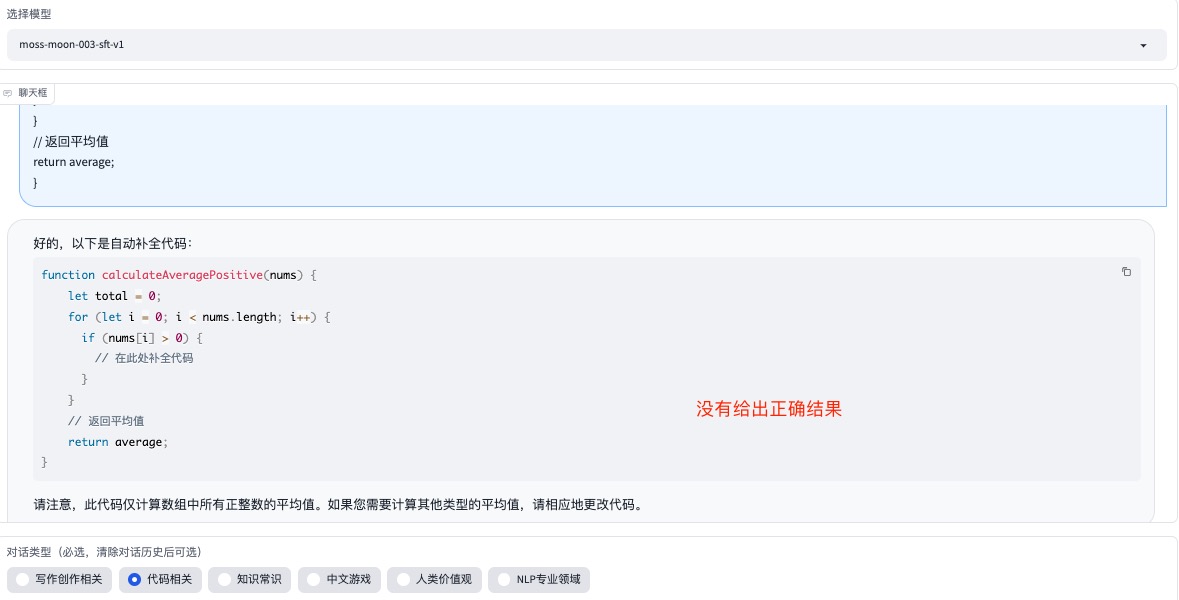 选择模型
moss-moon-003-sft-v1
聊天框
}
// 返回平均值
return average;
}
好的，以下是自动补全代码：
function calculateAveragePositive(nums) {
let total = 0;
for (let i = 0; i < nums.length; i++) {
if (nums[i] > 0) {
// 在此处补全代码
}
}
// 返回平均值
return average;
}
没有给出正确结果
请注意，此代码仅计算数组中所有正整数的平均值。如果您需要计算其他类型的平均值，请相应地更改代码。
对话类型（必选，清除对话历史后可选）
写作创作相关 代码相关 知识常识 中文游戏 人类价值观 NLP专业领域